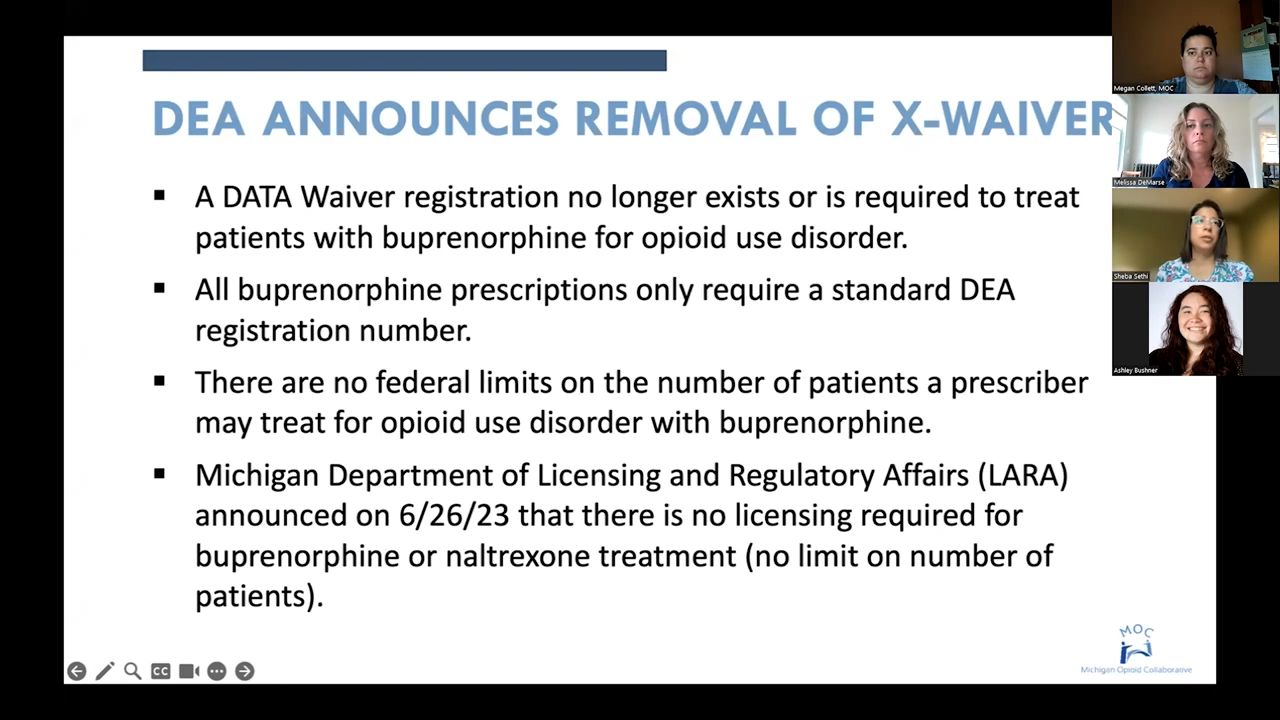 DEA ANNOUNCES REMOVAL OF X-WAIVER
▪ A DATA Waiver registration no longer exists or is required to treat
patients with buprenorphine for opioid use disorder.
▪ All buprenorphine prescriptions only require a standard DEA
registration number.
▪ There are no federal limits on the number of patients a prescriber
may treat for opioid use disorder with buprenorphine.
▪ Michigan Department of Licensing and Regulatory Affairs (LARA)
announced on 6/26/23 that there is no licensing required for
buprenorphine or naltrexone treatment (no limit on number of
patients).
MOC
Michigan Opioid Collaborative
CC
Megan Collett, MOC
Melissa DeMarse
Sheba Sethi
Ashley Bushner